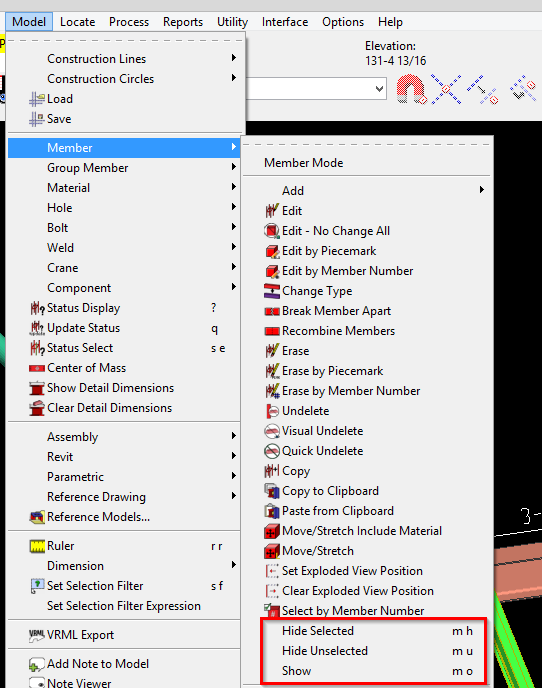 Model Locate Process Reports Utility Interface Options Help
Elevation:
131-4 13/16
Construction Lines
Construction Circles
Load
Save
Member
Group Member
Material
Hole
Bolt
Weld
Crane
Component
Status Display ?
Update Status q
Status Select s e
Center of Mass
Show Detail Dimensions
Clear Detail Dimensions
Assembly
Revit
Parametric
Reference Drawing
Reference Models...
Ruler r r
Dimension
Set Selection Filter s f
Set Selection Filter Expression
VRML VRML Export
Add Note to Model
Note Viewer
Member Mode
Add
Edit
Edit - No Change All
Edit by Piecemark
Edit by Member Number
Change Type
Break Member Apart
Recombine Members
Erase
Erase by Piecemark
Erase by Member Number
Undelete
Visual Undelete
Quick Undelete
Copy
Copy to Clipboard
Paste from Clipboard
Move/Stretch Include Material
Move/Stretch
Set Exploded View Position
Clear Exploded View Position
Select by Member Number
Hide Selected m h
Hide Unselected m u
Show m o
3